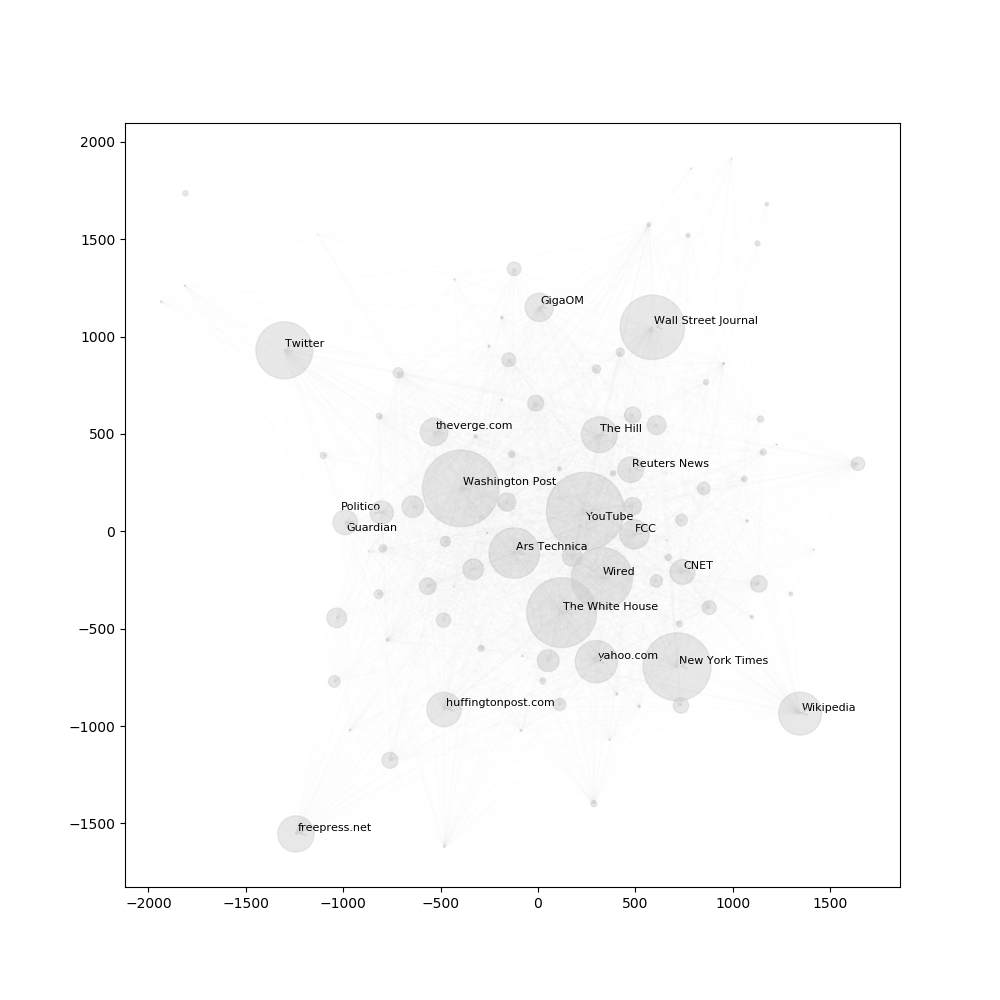 2000
1500
1000
500
0
−500
−1000
−1500
GigaOM
Wall Street Journal
Twitter
theverge.com
The Hill
Reuters News
Washington Post
Politico
YouTube
Guardian
FCC
Ars Technica
CNET
Wired
The White House
yahoo.com
New York Times
huffingtonpost.com
Wikipedia
freepress.net
−2000
−1500
−1000
−500
0
500
1000
1500